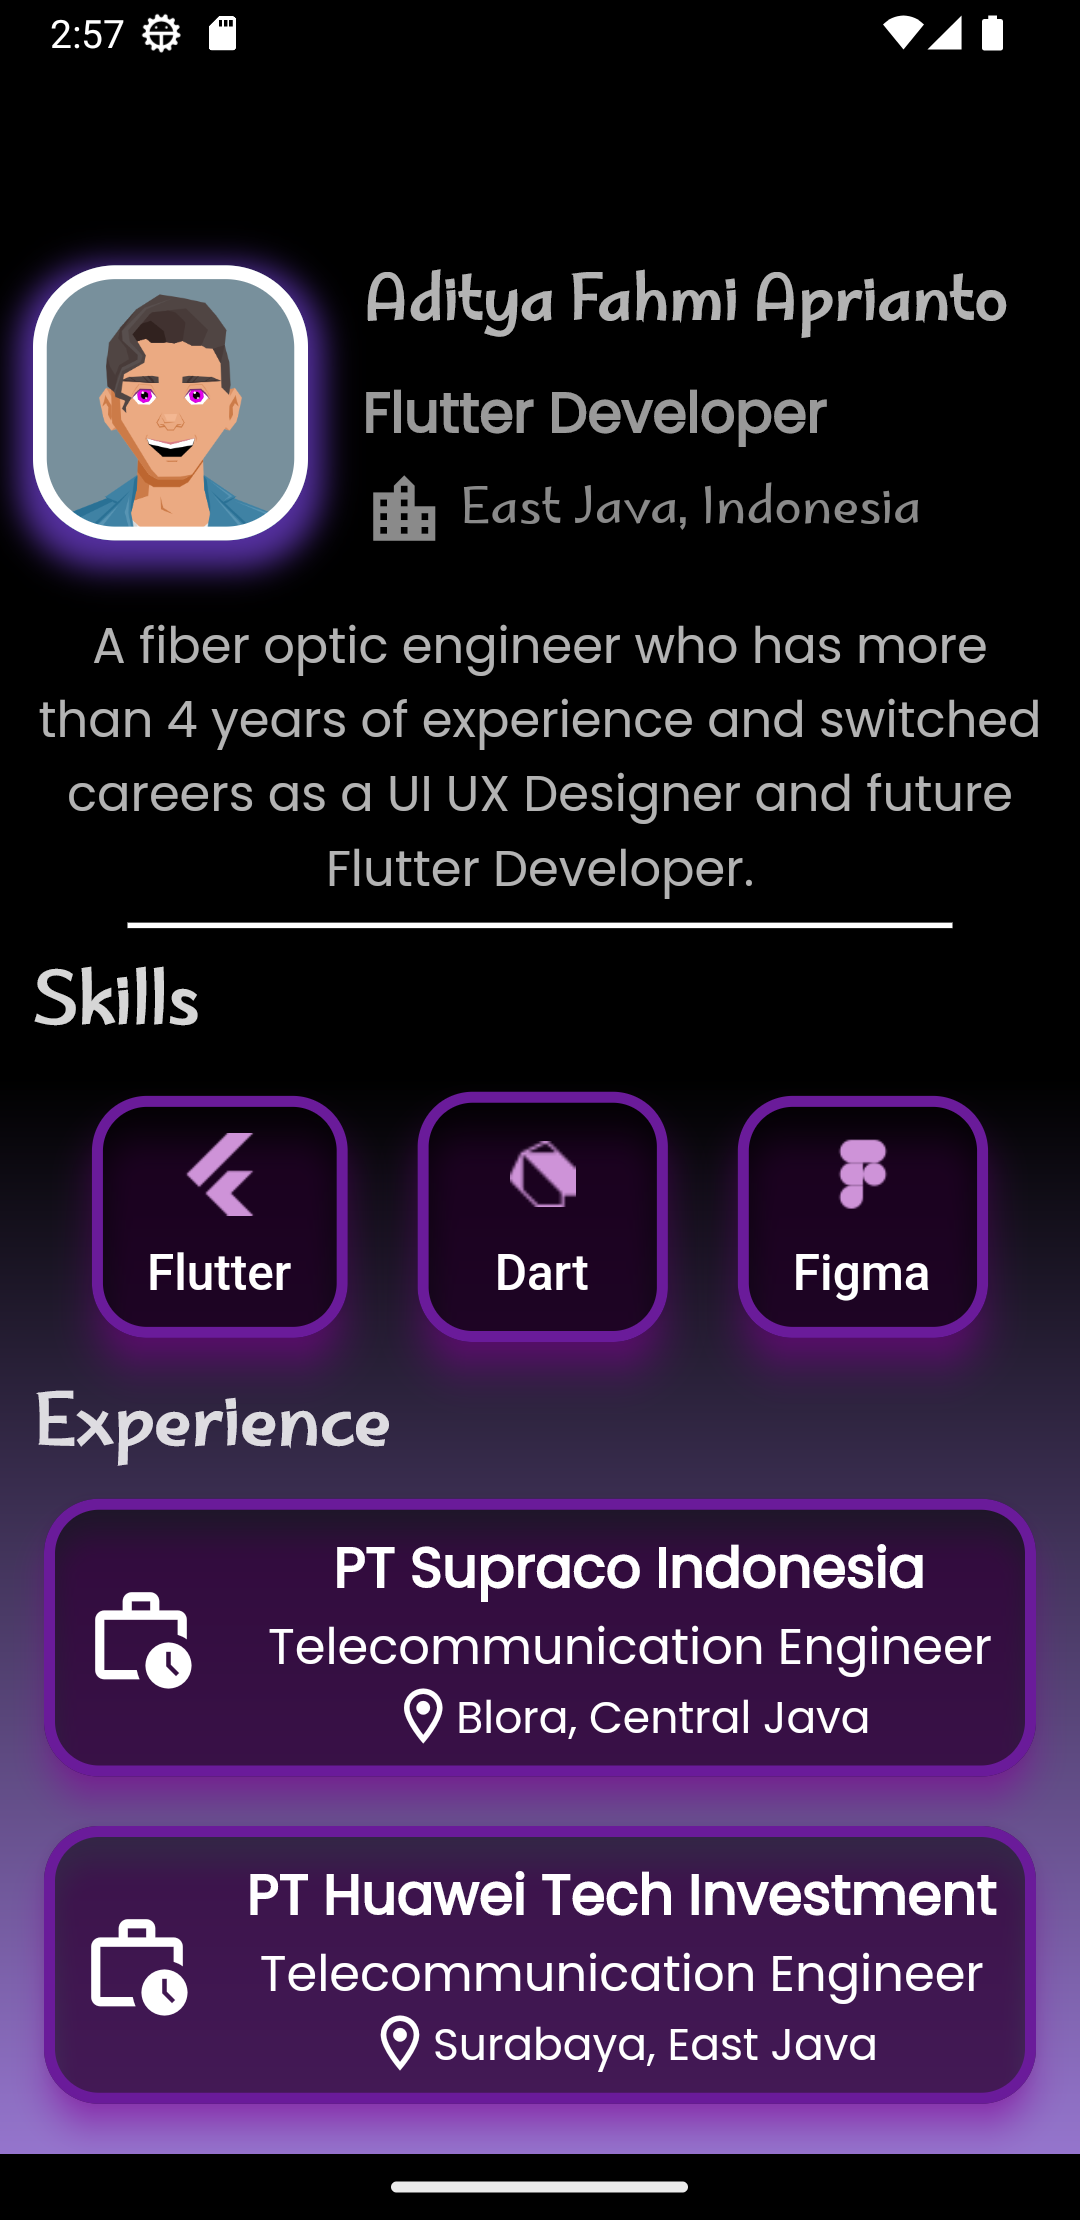 2:57
Aditya Fahmi Aprianto
Flutter Developer
East Java, Indonesia
A fiber optic engineer who has more
than 4 years of experience and switched
careers as a UI UX Designer and future
Flutter Developer.
Skills
Flutter
Dart
Figma
Experience
PT Supraco Indonesia
Telecommunication Engineer
Blora, Central Java
PT Huawei Tech Investment
Telecommunication Engineer
Surabaya, East Java